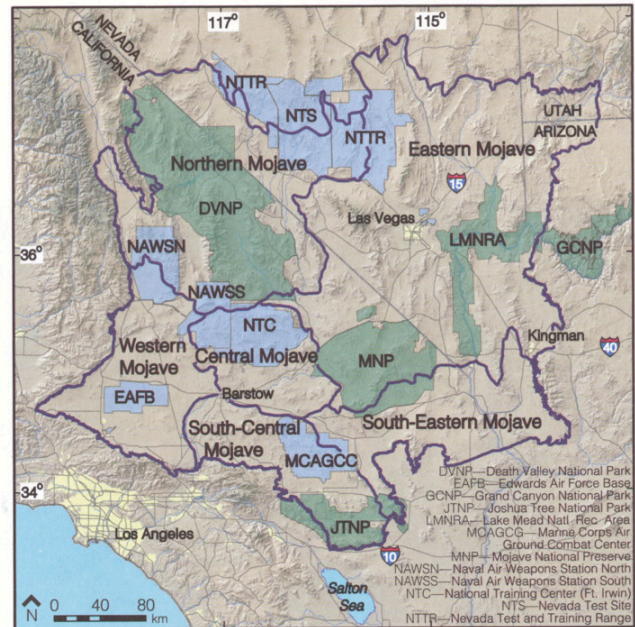 117°
115°
NEVADA
CALIFORNIA
NTTR
NTS
NTTR
UTAH
ARIZONA
Northern Mojave
Eastern Mojave
15
DVNP
Las Vegas
LMNRA
GCNP
36°
NAWSN
NAWSS
NTC
Kingman
40
Western
Mojave
Central Mojave
MNP
EAFB
Barstow
South-Central
Mojave
South-Eastern Mojave
MCAGCC
34°
JTNP
Los Angeles
10
Salton
Sea
DVNP—Death Valley National Park
EAFB—Edwards Air Force Base
GCNP—Grand Canyon National Park
JTNP—Joshua Tree National Park
LMNRA—Lake Mead Natl. Rec. Area
MCAGCG—Marine Corps Air
Ground Combat Center
MNP—Mojave National Preserve
NAWSN—Naval Air Weapons Station North
NAWSS—Naval Air Weapons Station South
NTC—National Training Center (Ft. Irwin)
NTS—Nevada Test Site
NTTR—Nevada Test and Training Range
N
0 40 80
km